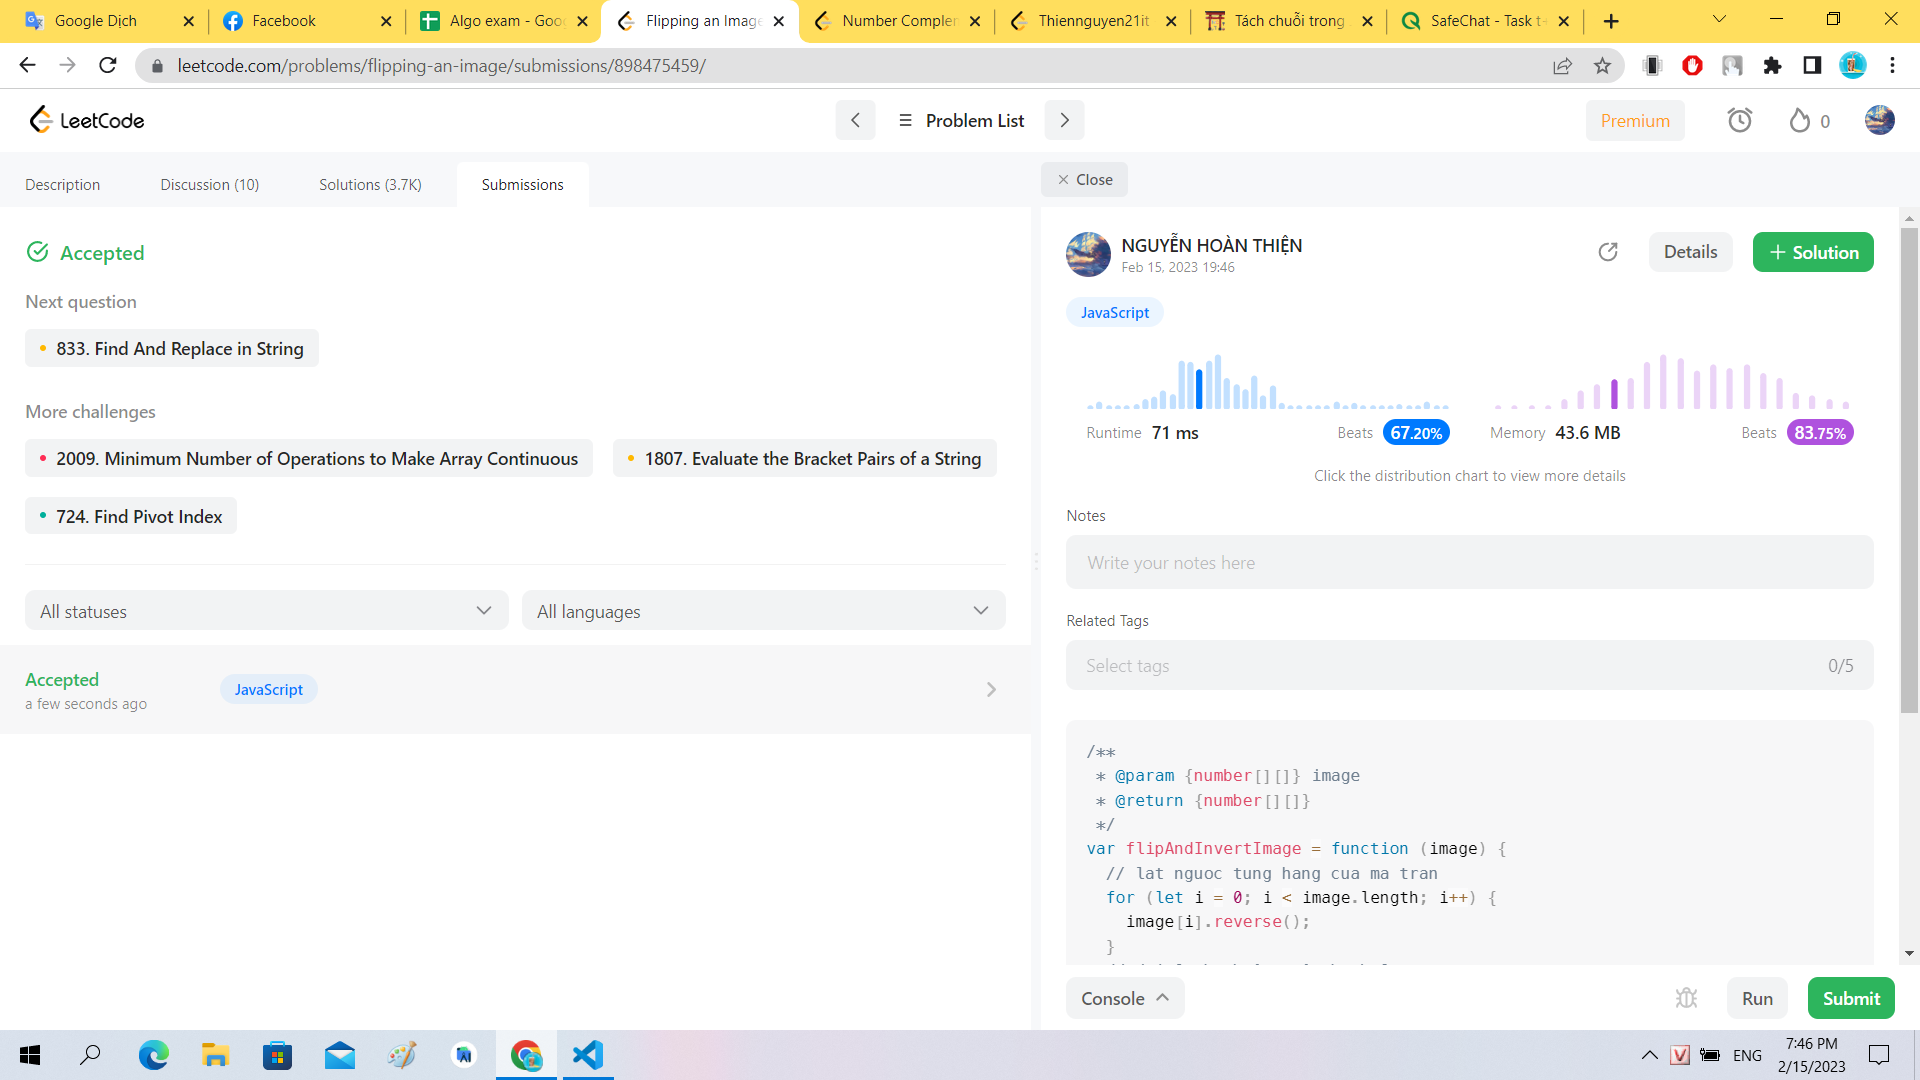 Google Dịch
Facebook
Algo exam - Goo
Flipping an Image
Number Complem
Thiennguyen21it
Tách chuỗi trong
SafeChat - Task t
leetcode.com/problems/flipping-an-image/submissions/898475459/
LeetCode
Problem List
Premium
0
Description
Discussion (10)
Solutions (3.7K)
Submissions
Close
Accepted
Next question
833. Find And Replace in String
More challenges
2009. Minimum Number of Operations to Make Array Continuous
1807. Evaluate the Bracket Pairs of a String
724. Find Pivot Index
All statuses
All languages
Accepted
a few seconds ago
JavaScript
NGUYỄN HOÀN THIỆN
Feb 15, 2023 19:46
Details
+ Solution
JavaScript
Runtime 71 ms
Beats 67.20%
Memory 43.6 MB
Beats 83.75%
Click the distribution chart to view more details
Notes
Write your notes here
Related Tags
Select tags
0/5
/**
* @param {number[][]} image
* @return {number[][]}
*/
var flipAndInvertImage = function (image) {
// lat nguoc tung hang cua ma tran
for (let i = 0; i < image.length; i++) {
image[i].reverse();
}
Console
Run
Submit
ENG
7:46 PM
2/15/2023